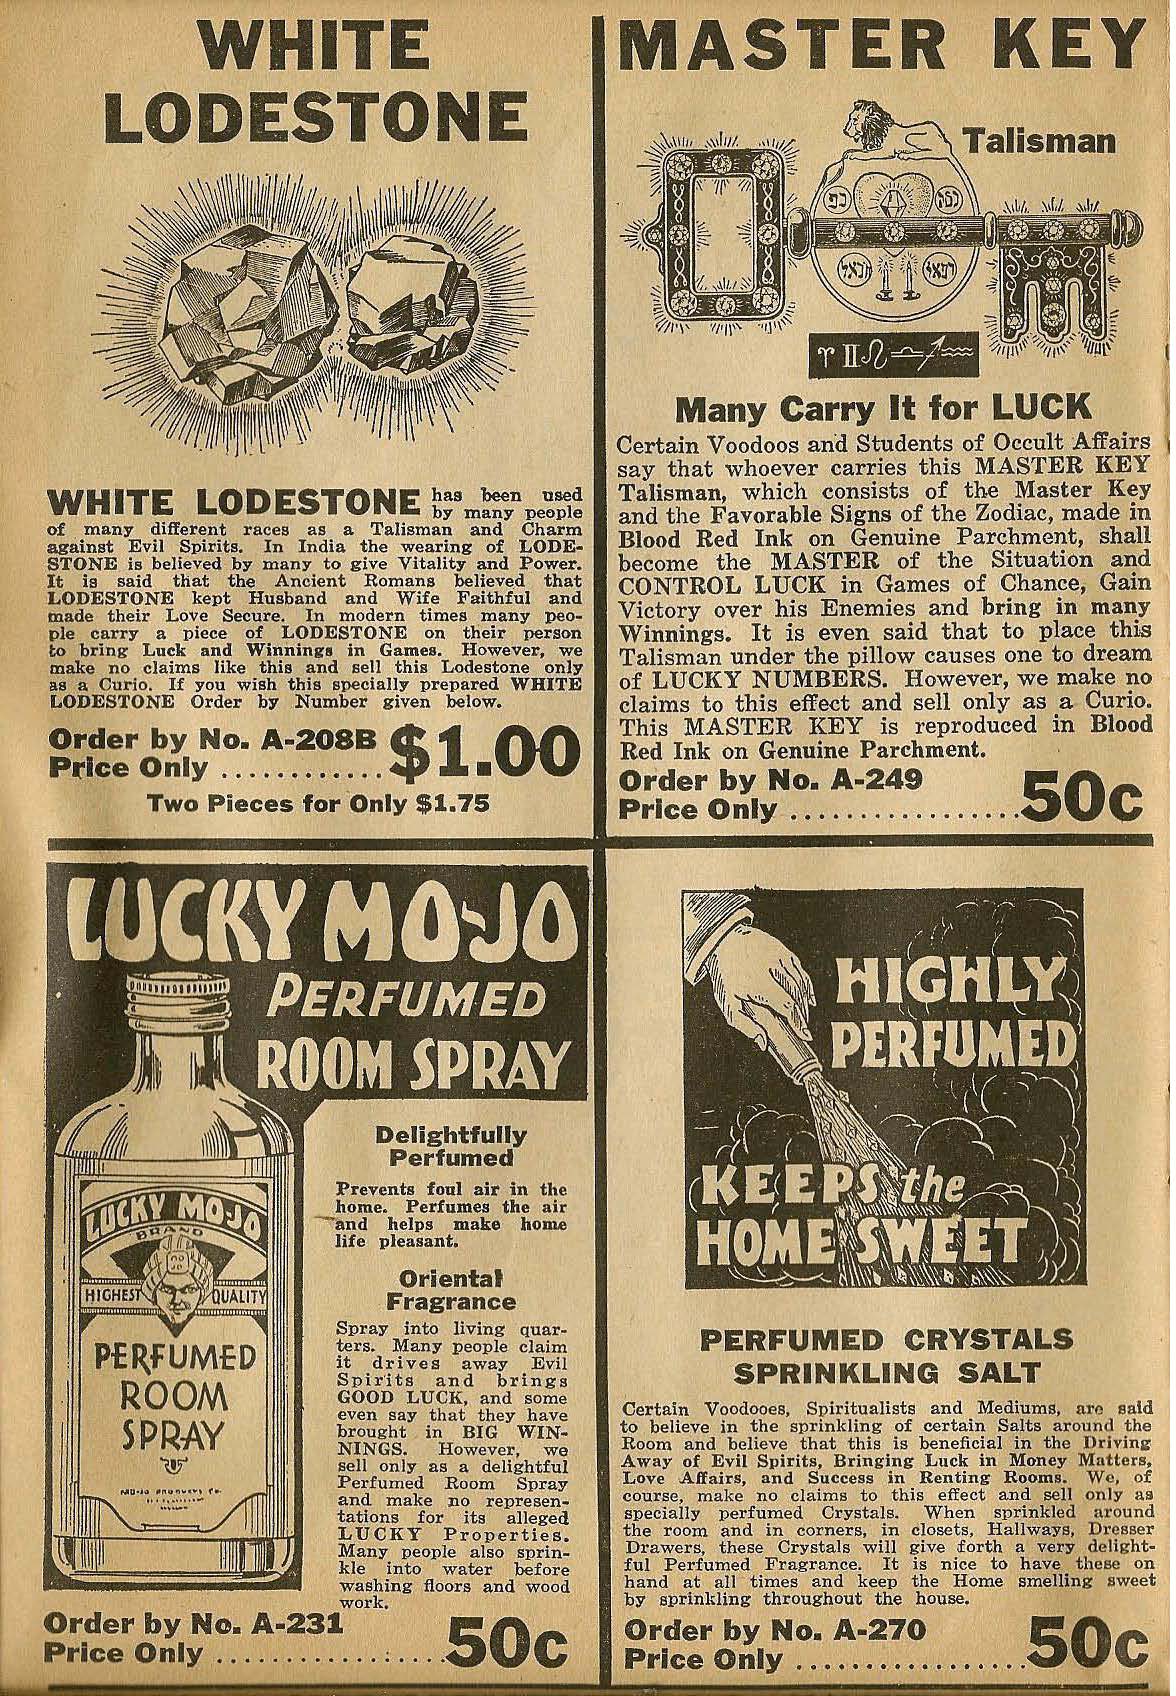 WHITE
LODESTONE
WHITE LODESTONE has been used
by many people
of many different races as a Talisman and Charm
against Evil Spirits. In India the wearing of LODE-
STONE is believed by many to give Vitality and Power.
It is said that the Ancient Romans believed that
LODESTONE kept Husband and Wife Faithful and
made their Love Secure. In modern times many peo-
ple carry a piece of LODESTONE on their person
to bring Luck and Winnings in Games. However, we
make no claims like this and sell this Lodestone only
as a Curio. If you wish this specially prepared WHITE
LODESTONE Order by Number given below.
Order by No. A-208B
Price Only ............ $1.00
Two Pieces for Only $1.75
MASTER KEY
Talisman
♈ ♊ ♌ ♎ ♐ ♒
Many Carry It for LUCK
Certain Voodoos and Students of Occult Affairs
say that whoever carries this MASTER KEY
Talisman, which consists of the Master Key
and the Favorable Signs of the Zodiac, made in
Blood Red Ink on Genuine Parchment, shall
become the MASTER of the Situation and
CONTROL LUCK in Games of Chance, Gain
Victory over his Enemies and bring in many
Winnings. It is even said that to place this
Talisman under the pillow causes one to dream
of LUCKY NUMBERS. However, we make no
claims to this effect and sell only as a Curio.
This MASTER KEY is reproduced in Blood
Red Ink on Genuine Parchment.
Order by No. A-249
Price Only .................. 50c
LUCKY MO-JO
PERFUMED
ROOM SPRAY
LUCKY MO-JO
BRAND
HIGHEST QUALITY
PERFUMED
ROOM
SPRAY
Delightfully
Perfumed
Prevents foul air in the
home. Perfumes the air
and helps make home
life pleasant.
Oriental
Fragrance
Spray into living quar-
ters. Many people claim
it drives away Evil
Spirits and brings
GOOD LUCK, and some
even say that they have
brought in BIG WIN-
NINGS. However, we
sell only as a delightful
Perfumed Room Spray
and make no represen-
tations for its alleged
LUCKY Properties.
Many people also sprin-
kle into water before
washing floors and wood
work.
Order by No. A-231
Price Only .................. 50c
HIGHLY
PERFUMED
KEEPS the
HOME SWEET
PERFUMED CRYSTALS
SPRINKLING SALT
Certain Voodooes, Spiritualists and Mediums, are said
to believe in the sprinkling of certain Salts around the
Room and believe that this is beneficial in the Driving
Away of Evil Spirits, Bringing Luck in Money Matters,
Love Affairs, and Success in Renting Rooms. We, of
course, make no claims to this effect and sell only as
specially perfumed Crystals. When sprinkled around
the room and in corners, in closets, Hallways, Dresser
Drawers, these Crystals will give forth a very delight-
ful Perfumed Fragrance. It is nice to have these on
hand at all times and keep the Home smelling sweet
by sprinkling throughout the house.
Order by No. A-270
Price Only .................. 50c